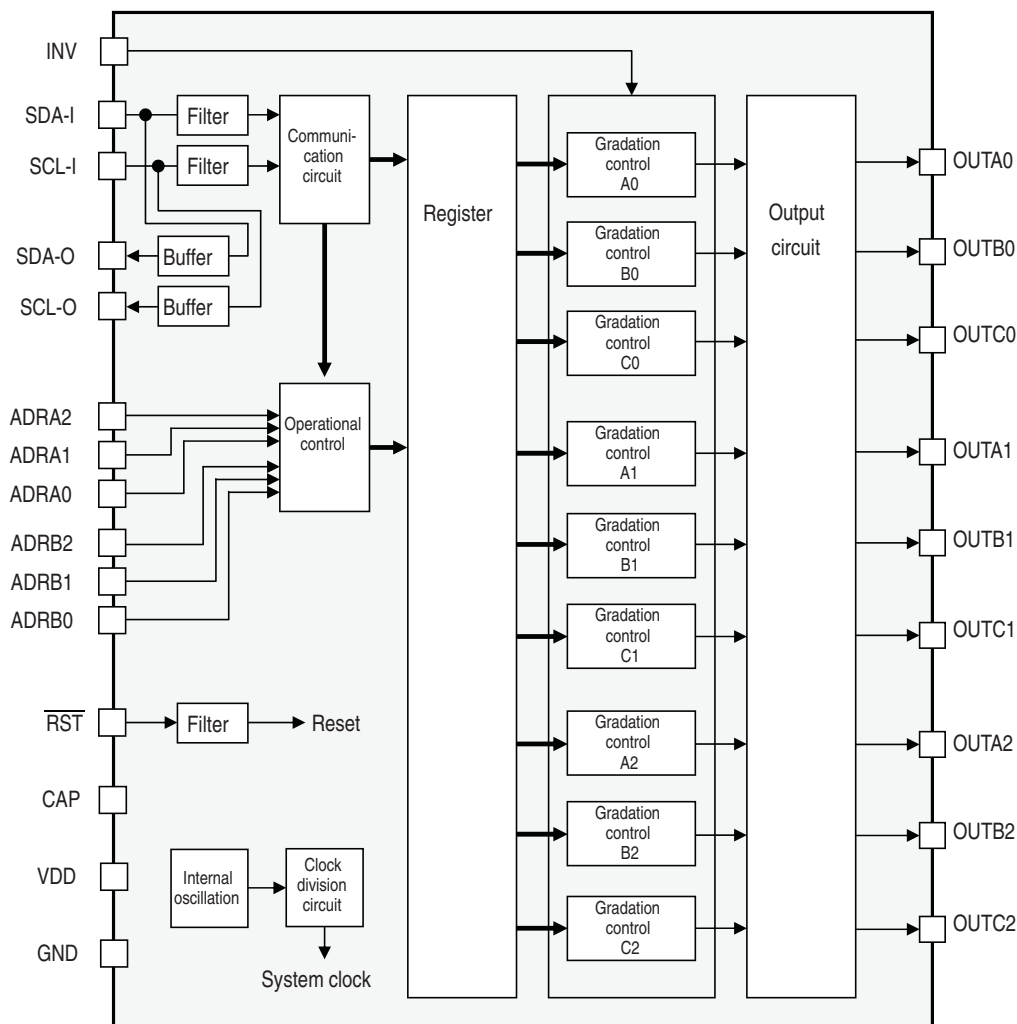 INV
SDA-I
SCL-I
SDA-O
SCL-O
ADRA2
ADRA1
ADRA0
ADRB2
ADRB1
ADRB0
RST
CAP
VDD
GND
Filter
Filter
Buffer
Buffer
Communi-
cation
circuit
Operational
control
Filter
Reset
Internal
oscillation
Clock
division
circuit
System clock
Register
Gradation
control
A0
Gradation
control
B0
Gradation
control
C0
Gradation
control
A1
Gradation
control
B1
Gradation
control
C1
Gradation
control
A2
Gradation
control
B2
Gradation
control
C2
Output
circuit
OUTA0
OUTB0
OUTC0
OUTA1
OUTB1
OUTC1
OUTA2
OUTB2
OUTC2